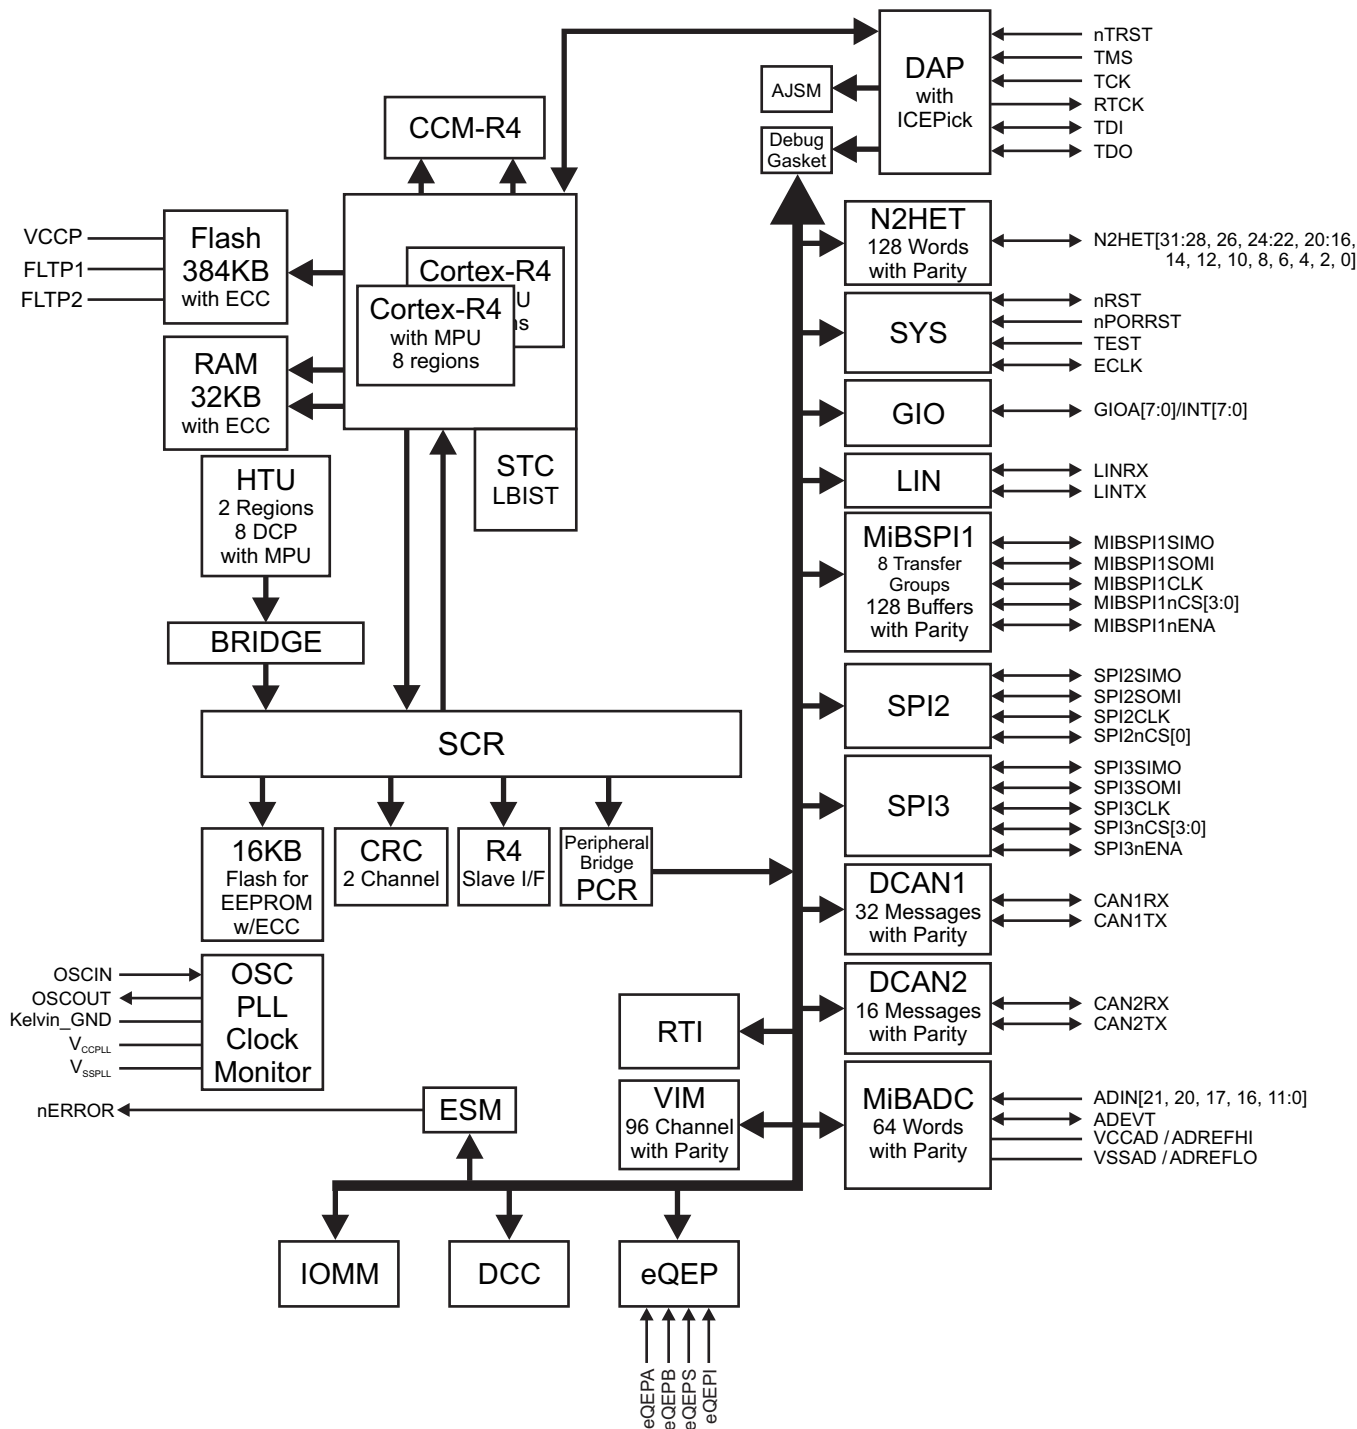 nTRST
TMS
TCK
RTCK
TDI
TDO
DAP
with
ICEPick
AJSM
Debug
Gasket
CCM-R4
VCCP
FLTP1
FLTP2
Flash
384KB
with ECC
Cortex-R4
U
ns
Cortex-R4
with MPU
8 regions
RAM
32KB
with ECC
STC
LBIST
HTU
2 Regions
8 DCP
with MPU
BRIDGE
SCR
16KB
Flash for
EEPROM
w/ECC
CRC
2 Channel
R4
Slave I/F
Peripheral
Bridge
PCR
OSCIN
OSCOUT
Kelvin_GND
VCCPLL
VSSPLL
OSC
PLL
Clock
Monitor
nERROR
ESM
RTI
VIM
96 Channel
with Parity
IOMM
DCC
eQEP
eQEPA
eQEPB
eQEPS
eQEPI
N2HET
128 Words
with Parity
N2HET[31:28, 26, 24:22, 20:16,
14, 12, 10, 8, 6, 4, 2, 0]
SYS
nRST
nPORRST
TEST
ECLK
GIO
GIOA[7:0]/INT[7:0]
LIN
LINRX
LINTX
MiBSPI1
8 Transfer
Groups
128 Buffers
with Parity
MIBSPI1SIMO
MIBSPI1SOMI
MIBSPI1CLK
MIBSPI1nCS[3:0]
MIBSPI1nENA
SPI2
SPI2SIMO
SPI2SOMI
SPI2CLK
SPI2nCS[0]
SPI3
SPI3SIMO
SPI3SOMI
SPI3CLK
SPI3nCS[3:0]
SPI3nENA
DCAN1
32 Messages
with Parity
CAN1RX
CAN1TX
DCAN2
16 Messages
with Parity
CAN2RX
CAN2TX
MiBADC
64 Words
with Parity
ADIN[21, 20, 17, 16, 11:0]
ADEVT
VCCAD / ADREFHI
VSSAD / ADREFLO